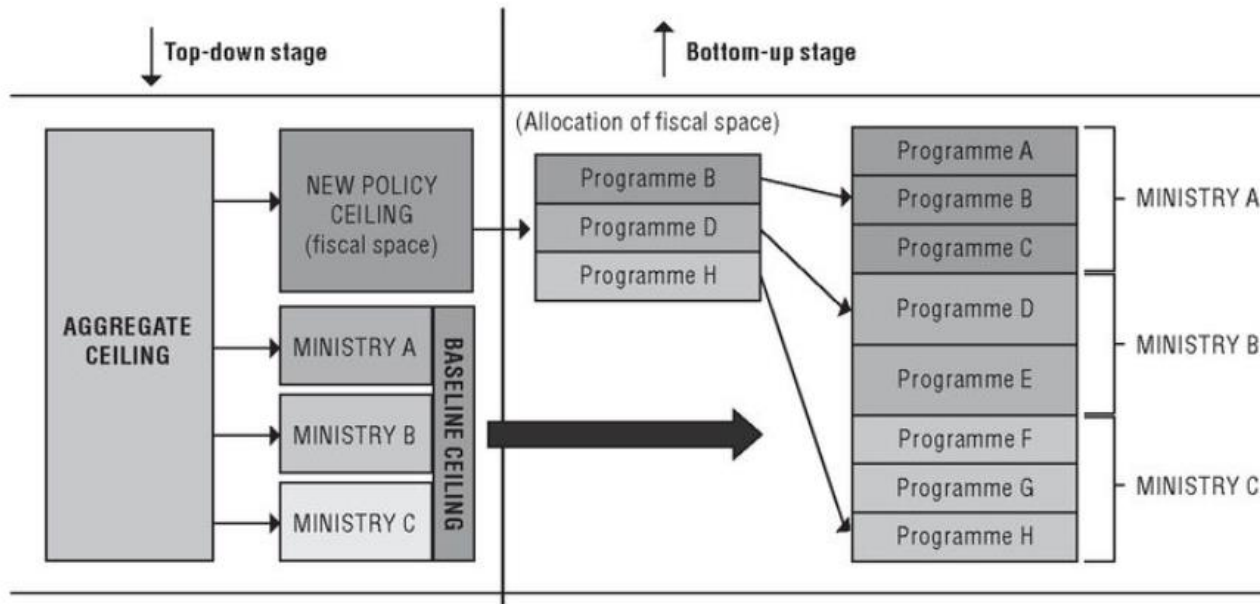 Top-down stage
Bottom-up stage
AGGREGATE
CEILING
NEW POLICY
CEILING
(fiscal space)
MINISTRY A
MINISTRY B
MINISTRY C
BASELINE CEILING
(Allocation of fiscal space)
Programme B
Programme D
Programme H
Programme A
Programme B
Programme C
Programme D
Programme E
Programme F
Programme G
Programme H
MINISTRY A
MINISTRY B
MINISTRY C